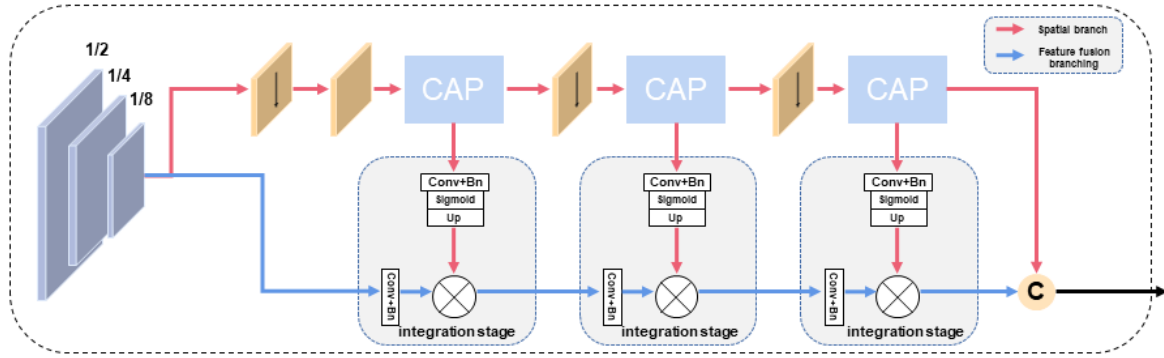 1/2
1/4
1/8
CAP
CAP
CAP
Spatial branch
Feature fusion
branching
Conv+Bn
Sigmoid
Up
Conv+Bn
integration stage
Conv+Bn
Sigmoid
Up
Conv+Bn
integration stage
Conv+Bn
Sigmoid
Up
Conv+Bn
integration stage
C